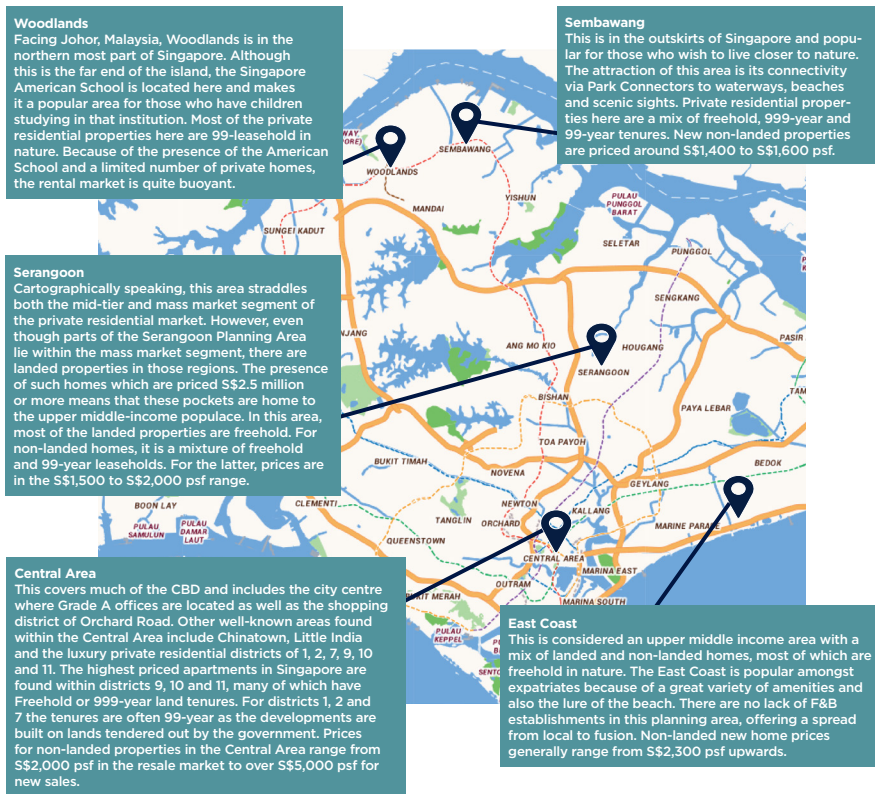 Woodlands
Facing Johor, Malaysia, Woodlands is in the
northern most part of Singapore. Although
this is the far end of the island, the Singapore
American School is located here and makes
it a popular area for those who have children
studying in that institution. Most of the private
residential properties here are 99-leasehold in
nature. Because of the presence of the American
School and a limited number of private homes,
the rental market is quite buoyant.
Sembawang
This is in the outskirts of Singapore and popu-
lar for those who wish to live closer to nature.
The attraction of this area is its connectivity
via Park Connectors to waterways, beaches
and scenic sights. Private residential proper-
ties here are a mix of freehold, 999-year and
99-year tenures. New non-landed properties
are priced around S$1,400 to S$1,600 psf.
WOODLANDS
SEMBAWANG
MANDAI
YISHUN
SUNGEI KADUT
PULAU
PUNGGOL
BARAT
SELETAR
PUNGGOL
SENGKANG
Serangoon
Cartographically speaking, this area straddles
both the mid-tier and mass market segment of
the private residential market. However, even
though parts of the Serangoon Planning Area
lie within the mass market segment, there are
landed properties in those regions. The presence
of such homes which are priced S$2.5 million
or more means that these pockets are home to
the upper middle-income populace. In this area,
most of the landed properties are freehold. For
non-landed homes, it is a mixture of freehold
and 99-year leaseholds. For the latter, prices are
in the S$1,500 to S$2,000 psf range.
NJANG
ANG MO KIO
HOUGANG
PASIR
SERANGOON
TAM
BISHAN
PAYA LEBAR
TOA PAYOH
BUKIT TIMAH
NOVENA
BEDOK
GEYLANG
BOON LAY
CLEMENTI
NEWTON
KALLANG
TANGLIN
ORCHARD
MARINE PARADE
PULAU
SAMULUN
PULAU
DAMAR
LAUT
QUEENSTOWN
CENTRAL AREA
MARINA EAST
OUTRAM
KIT MERAH
MARINA SOUTH
PULAU
KEPPEL
SENTO
Central Area
This covers much of the CBD and includes the city centre
where Grade A offices are located as well as the shopping
district of Orchard Road. Other well-known areas found
within the Central Area include Chinatown, Little India
and the luxury private residential districts of 1, 2, 7, 9, 10
and 11. The highest priced apartments in Singapore are
found within districts 9, 10 and 11, many of which have
Freehold or 999-year land tenures. For districts 1, 2 and
7 the tenures are often 99-year as the developments are
built on lands tendered out by the government. Prices
for non-landed properties in the Central Area range from
S$2,000 psf in the resale market to over S$5,000 psf for
new sales.
East Coast
This is considered an upper middle income area with a
mix of landed and non-landed homes, most of which are
freehold in nature. The East Coast is popular amongst
expatriates because of a great variety of amenities and
also the lure of the beach. There are no lack of F&B
establishments in this planning area, offering a spread
from local to fusion. Non-landed new home prices
generally range from S$2,300 psf upwards.